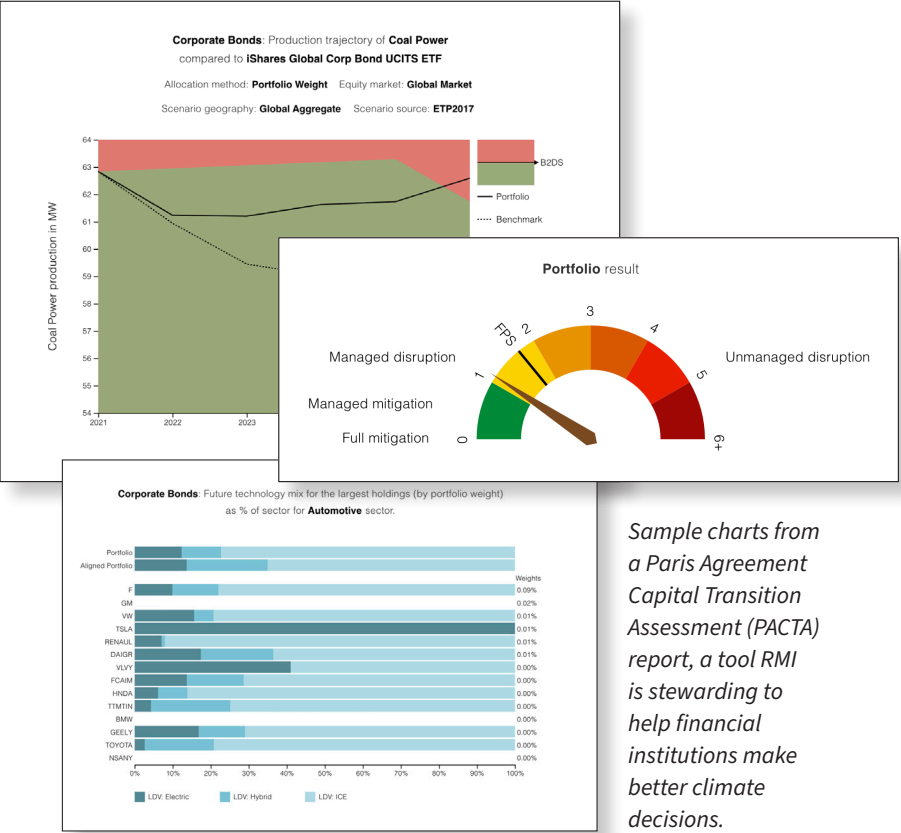 Corporate Bonds: Production trajectory of Coal Power
compared to iShares Global Corp Bond UCITS ETF
Allocation method: Portfolio Weight Equity market: Global Market
Scenario geography: Global Aggregate Scenario source: ETP2017
64
63
62
61
60
59
58
57
56
55
54
Coal Power production in MW
2021
2022
2023
B2DS
Portfolio
Benchmark
Portfolio result
Managed disruption
Managed mitigation
Full mitigation
0
1
FPS
2
3
4
5
6+
Unmanaged disruption
Corporate Bonds: Future technology mix for the largest holdings (by portfolio weight)
as % of sector for Automotive sector.
Portfolio
Aligned Portfolio
Weights
F 0.09%
GM 0.02%
VW 0.01%
TSLA 0.01%
RENAUL 0.01%
DAIGR 0.01%
VLVY 0.00%
FCAIM 0.00%
HNDA 0.00%
TTMTIN 0.00%
BMW 0.00%
GEELY 0.00%
TOYOTA 0.00%
NSANY 0.00%
0% 10% 20% 30% 40% 50% 60% 70% 80% 90% 100%
LDV: Electric LDV: Hybrid LDV: ICE
Sample charts from
a Paris Agreement
Capital Transition
Assessment (PACTA)
report, a tool RMI
is stewarding to
help financial
institutions make
better climate
decisions.